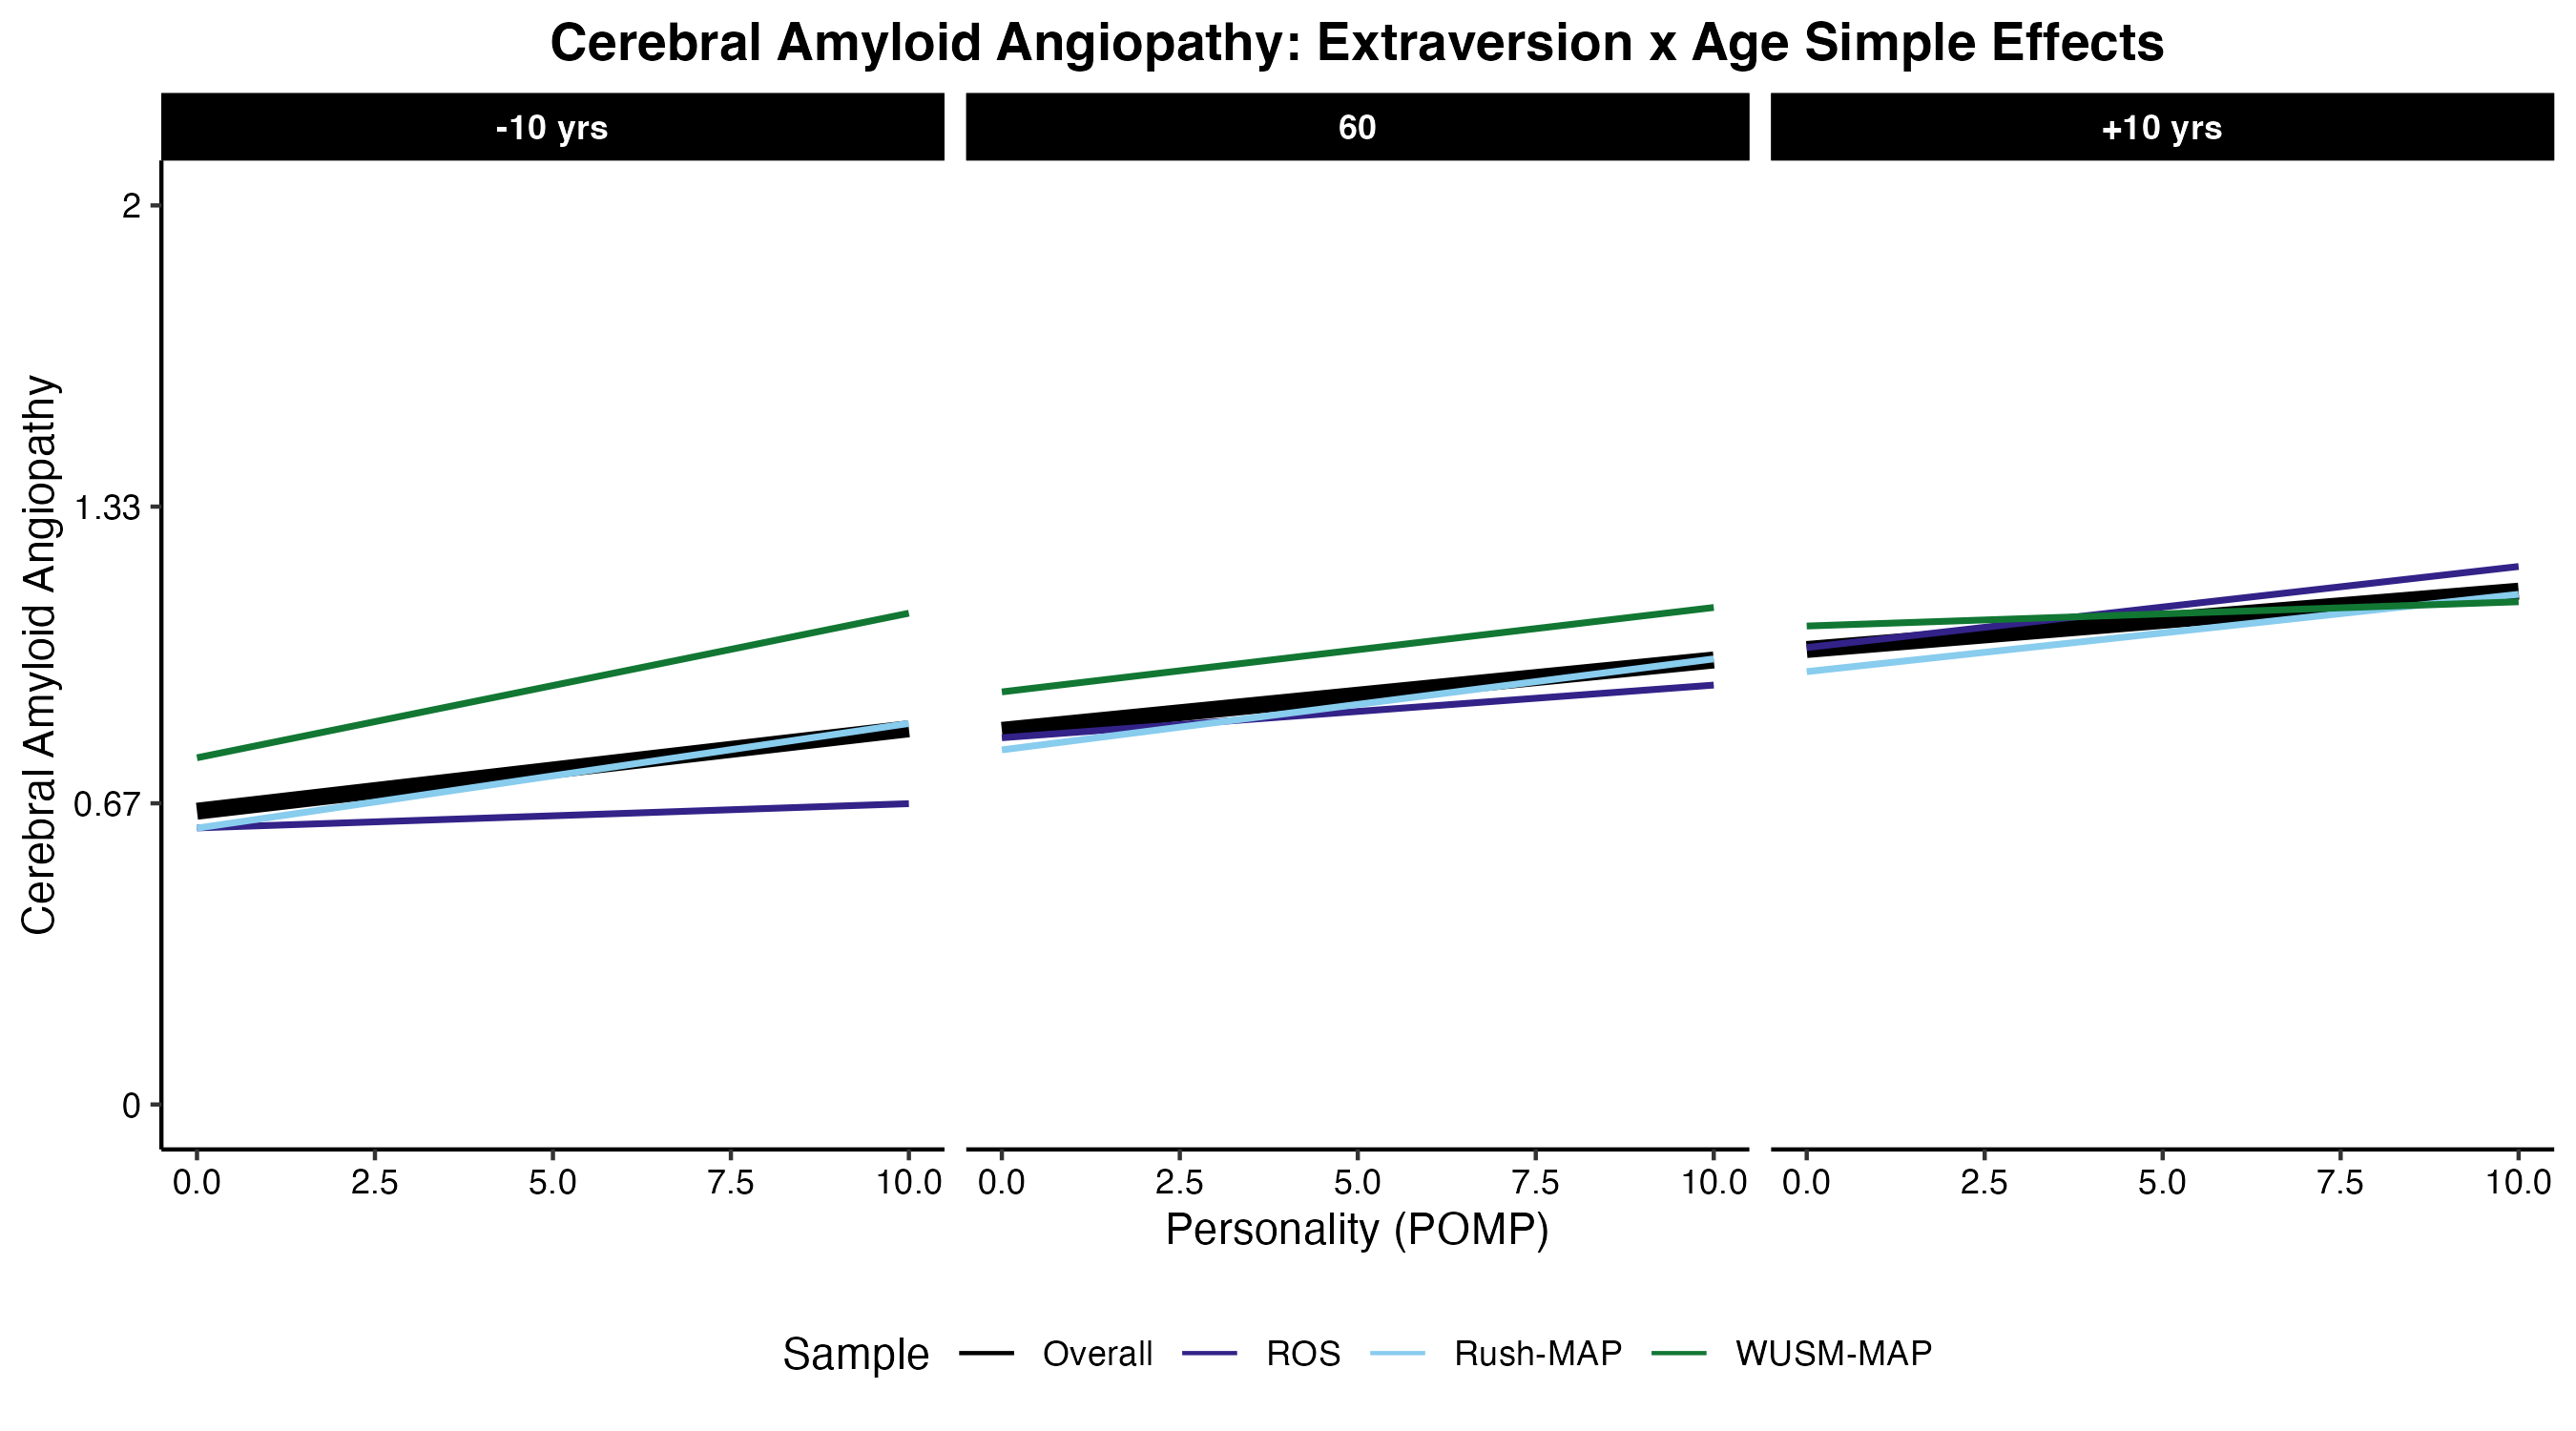 Cerebral Amyloid Angiopathy: Extraversion x Age Simple Effects
-10 yrs
60
+10 yrs
Cerebral Amyloid Angiopathy
2
1.33
0.67
0
0.0 2.5 5.0 7.5 10.0
0.0 2.5 5.0 7.5 10.0
0.0 2.5 5.0 7.5 10.0
Personality (POMP)
Sample Overall ROS Rush-MAP WUSM-MAP